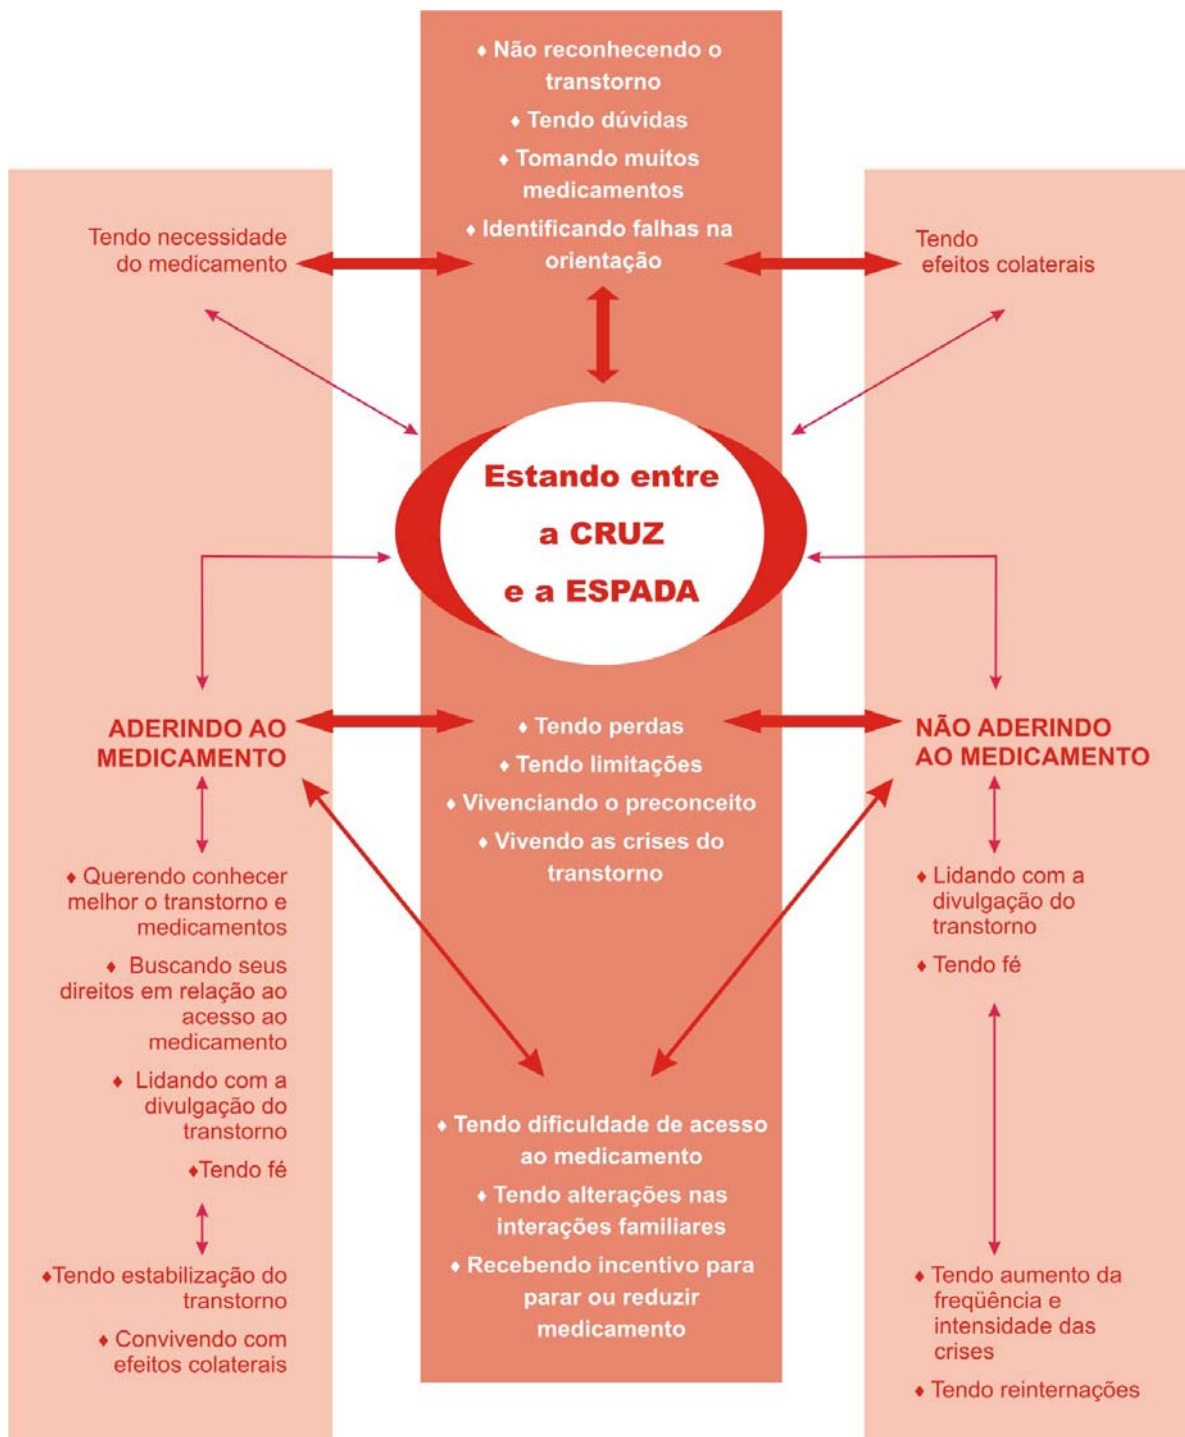 ♦ Não reconhecendo o
transtorno
♦ Tendo dúvidas
♦ Tomando muitos
medicamentos
♦ Identificando falhas na
orientação
Tendo necessidade
do medicamento
Tendo
efeitos colaterais
Estando entre
a CRUZ
e a ESPADA
ADERINDO AO
MEDICAMENTO
♦ Tendo perdas
♦ Tendo limitações
♦ Vivenciando o preconceito
♦ Vivendo as crises do
transtorno
NÃO ADERINDO
AO MEDICAMENTO
♦ Querendo conhecer
melhor o transtorno e
medicamentos
♦ Buscando seus
direitos em relação ao
acesso ao
medicamento
♦ Lidando com a
divulgação do
transtorno
♦Tendo fé
♦Tendo estabilização do
transtorno
♦ Convivendo com
efeitos colaterais
♦ Tendo dificuldade de acesso
ao medicamento
♦ Tendo alterações nas
interações familiares
♦ Recebendo incentivo para
parar ou reduzir
medicamento
♦ Lidando com a
divulgação do
transtorno
♦ Tendo fé
♦ Tendo aumento da
freqüência e
intensidade das
crises
♦ Tendo reinternações